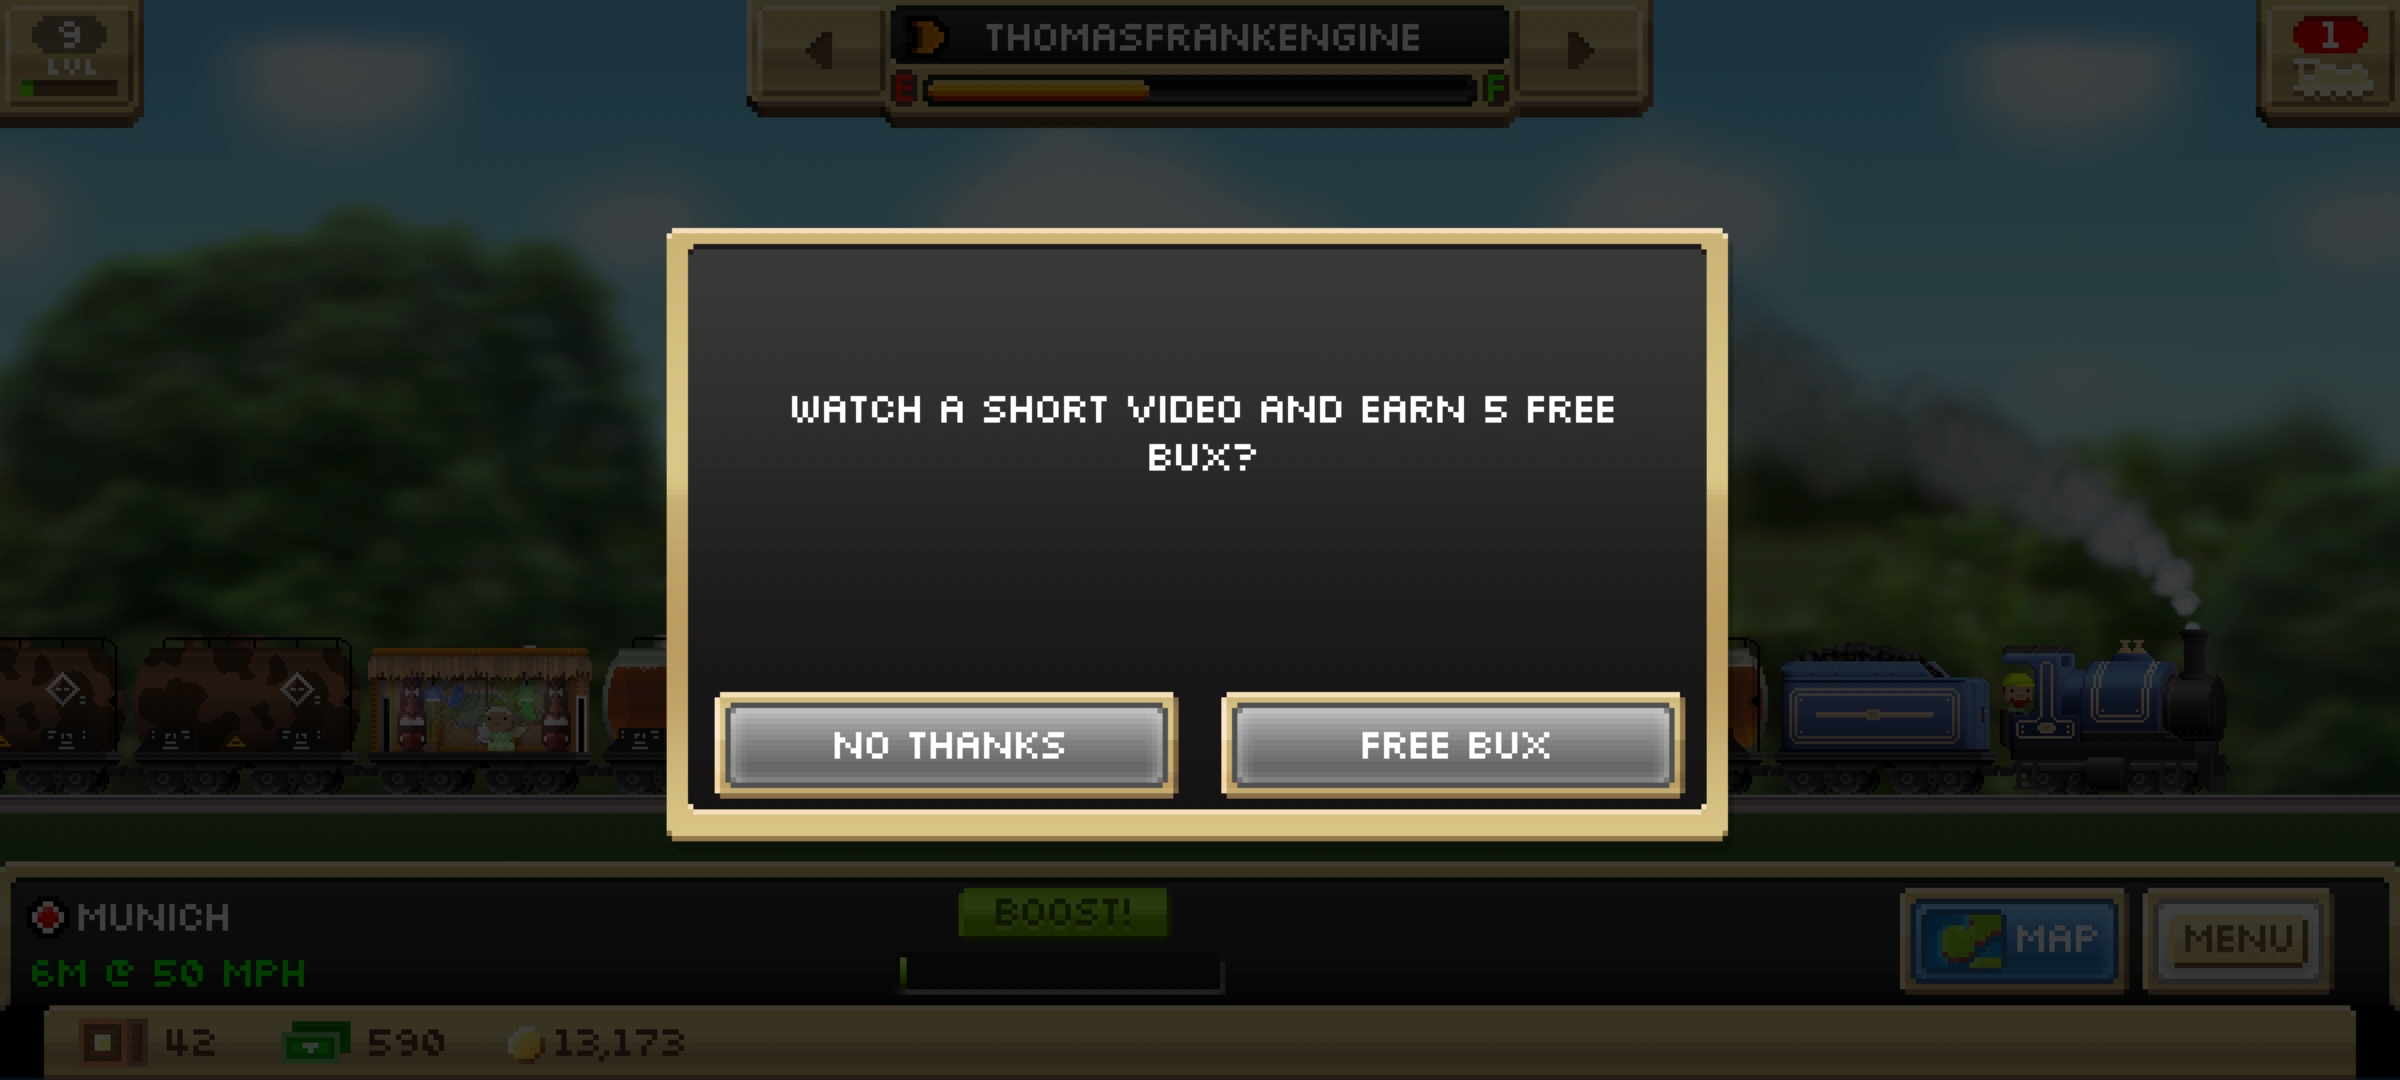 9
LVL
THOMASFRANKENGINE
E F
1
WATCH A SHORT VIDEO AND EARN 5 FREE
BUX?
NO THANKS
FREE BUX
MUNICH
6M @ 50 MPH
BOOST!
MAP
MENU
42
590
13,173